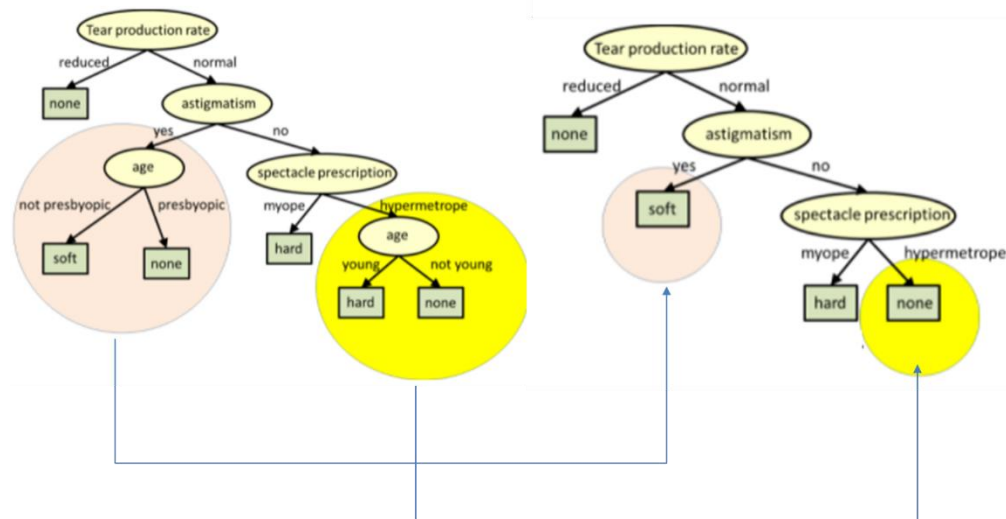 Tear production rate
reduced
normal
none
astigmatism
yes
no
age
spectacle prescription
not presbyopic
presbyopic
myope
hypermetrope
soft
none
hard
age
young
not young
hard
none
Tear production rate
reduced
normal
none
astigmatism
yes
no
soft
spectacle prescription
myope
hypermetrope
hard
none